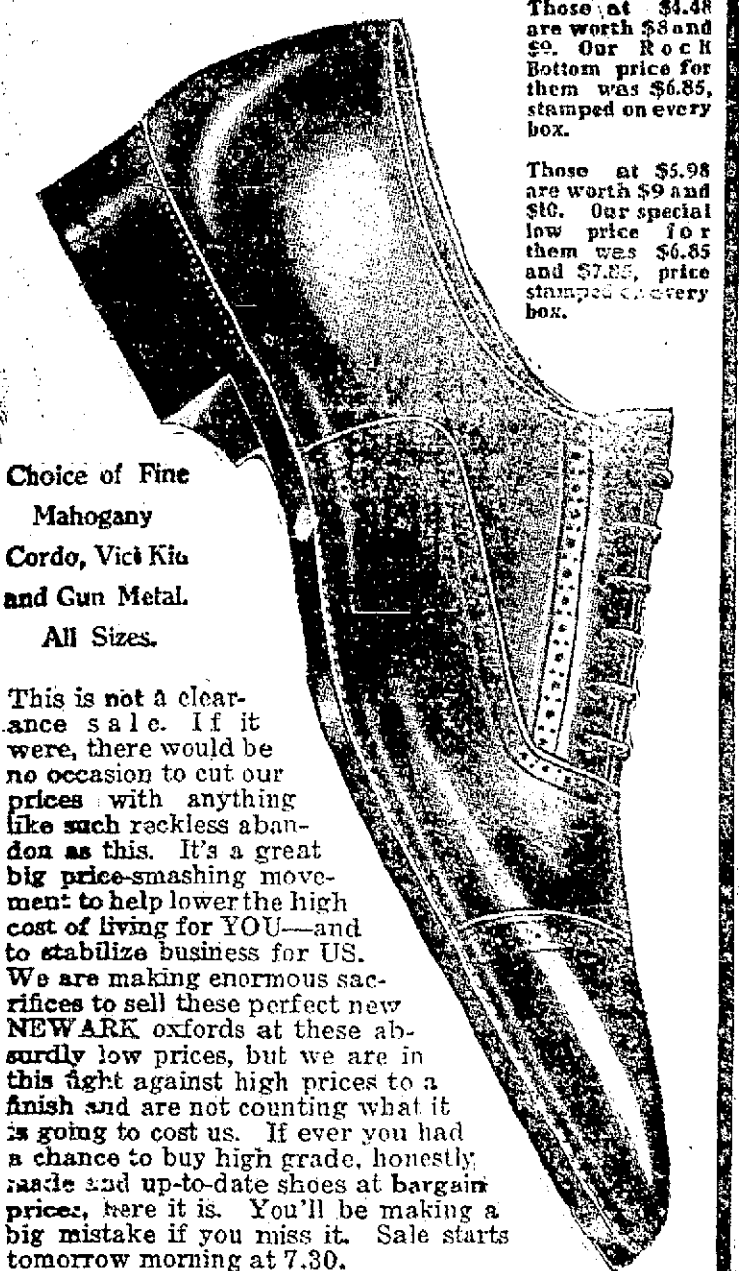 Those at $4.48
are worth $8 and
$9. Our Rock
Bottom price for
them was $6.85,
stamped on every
box.
Those at $5.98
are worth $9 and
$10. Our special
low price for
them was $6.85
and $7.85, price
stamped on every
box.
Choice of Fine
Mahogany
Cordo, Vici Kid
and Gun Metal.
All Sizes.
This is not a clear-
ance sale. If it
were, there would be
no occasion to cut our
prices with anything
like such reckless aban-
don as this. It's a great
big price-smashing move-
ment to help lower the high
cost of living for YOU—and
to stabilize business for US.
We are making enormous sac-
rifices to sell these perfect new
NEWARK oxfords at these ab-
surdly low prices, but we are in
this fight against high prices to a
finish and are not counting what it
is going to cost us. If ever you had
a chance to buy high grade, honestly
made and up-to-date shoes at bargain
prices, here it is. You'll be making a
big mistake if you miss it. Sale starts
tomorrow morning at 7.30.